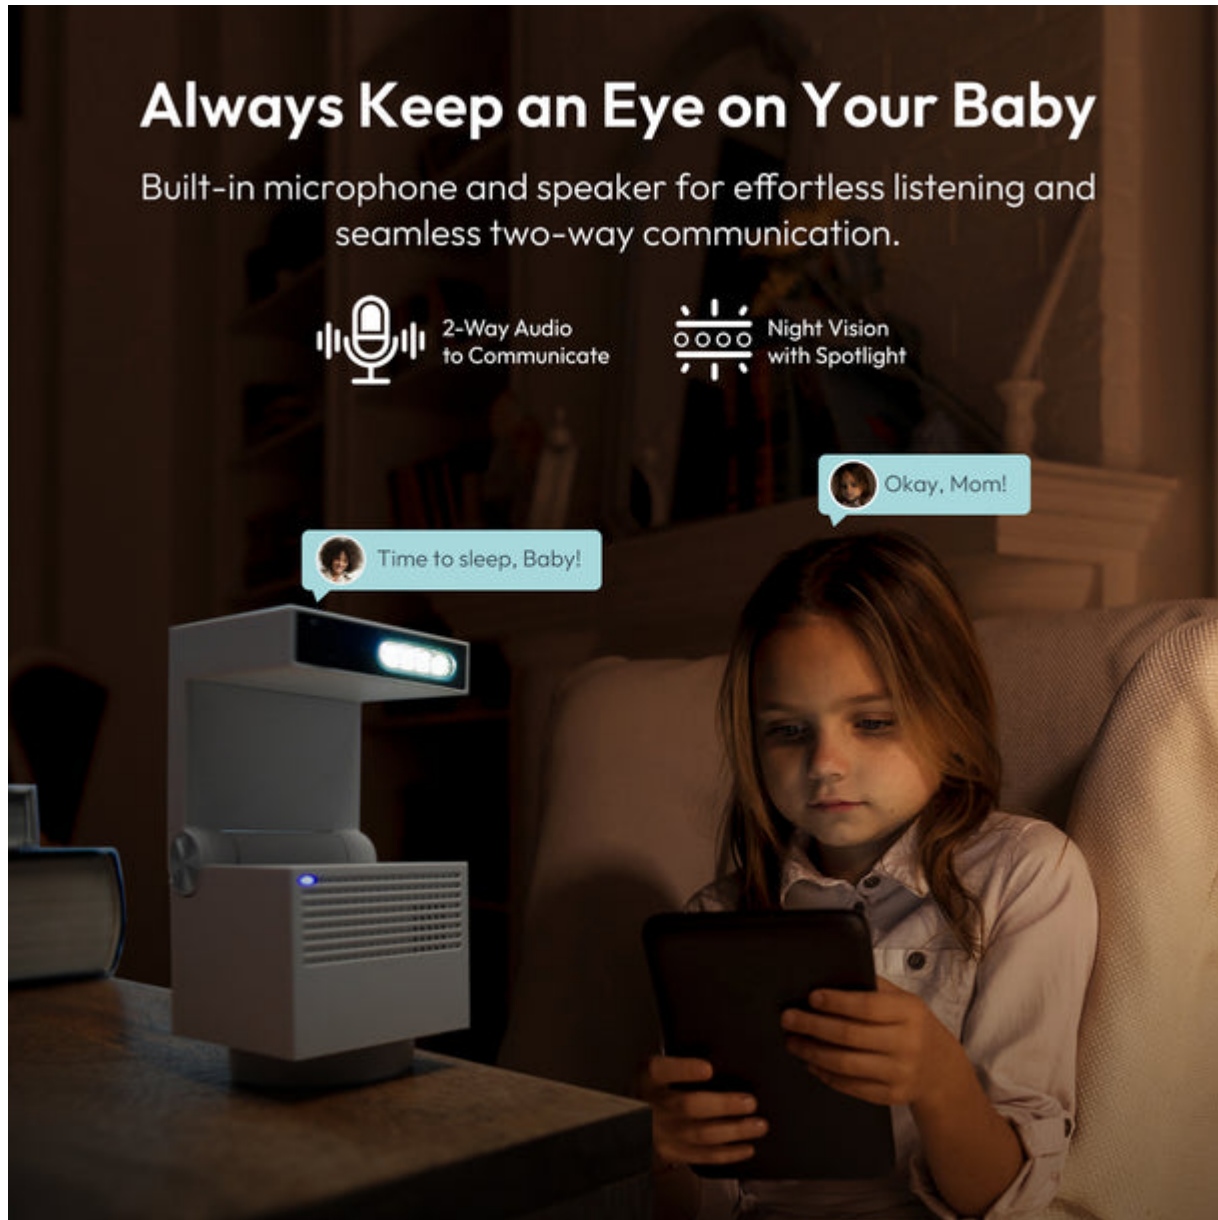 Always Keep an Eye on Your Baby
Built-in microphone and speaker for effortless listening and
seamless two-way communication.
2-Way Audio
to Communicate
Night Vision
with Spotlight
Okay, Mom!
Time to sleep, Baby!